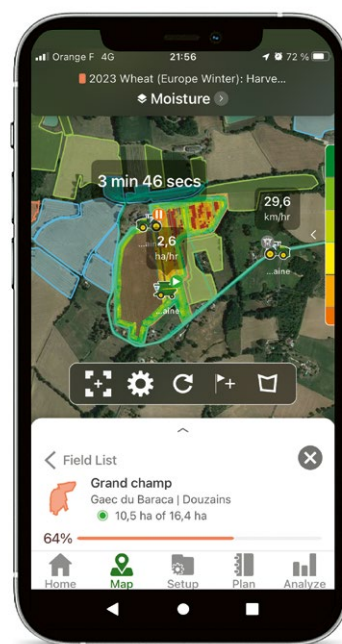 Orange F 4G 21:56 72 %
2023 Wheat (Europe Winter): Harve...
Moisture
3 min 46 secs
29,6
km/hr
2,6
ha/hr
...aine
...aine
...aine
Field List
Grand champ
Gaec du Baraca | Douzains
10,5 ha of 16,4 ha
64%
Home Map Setup Plan Analyze